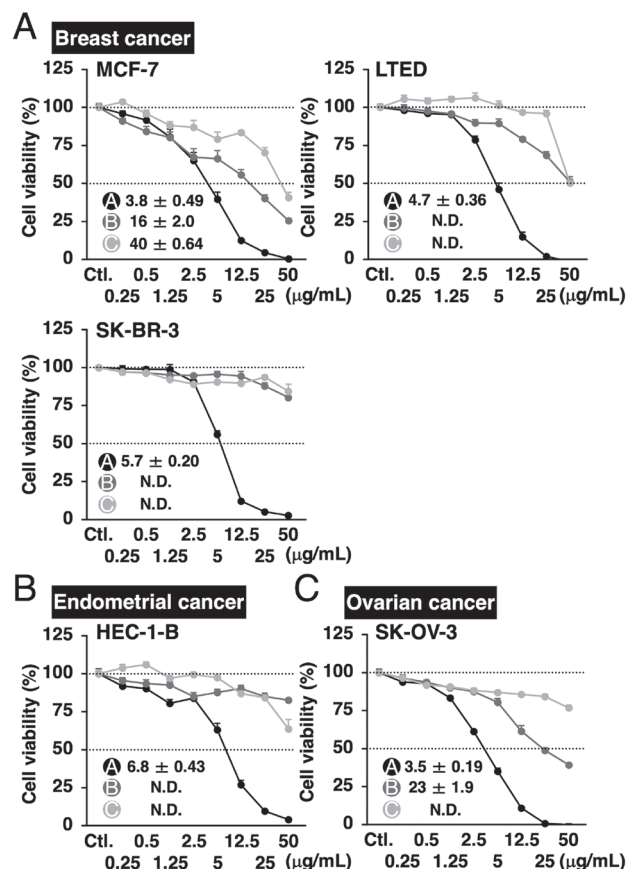 A Breast cancer
MCF-7
Cell viability (%)
125
100
75
50
25
0
A 3.8 ± 0.49
B 16 ± 2.0
C 40 ± 0.64
Ctl. 0.5 2.5 12.5 50
0.25 1.25 5 25 (μg/mL)
LTED
Cell viability (%)
125
100
75
50
25
0
A 4.7 ± 0.36
B N.D.
C N.D.
Ctl. 0.5 2.5 12.5 50
0.25 1.25 5 25 (μg/mL)
SK-BR-3
Cell viability (%)
125
100
75
50
25
0
A 5.7 ± 0.20
B N.D.
C N.D.
Ctl. 0.5 2.5 12.5 50
0.25 1.25 5 25 (μg/mL)
B Endometrial cancer
HEC-1-B
Cell viability (%)
125
100
75
50
25
0
A 6.8 ± 0.43
B N.D.
C N.D.
Ctl. 0.5 2.5 12.5 50
0.25 1.25 5 25 (μg/mL)
C Ovarian cancer
SK-OV-3
Cell viability (%)
125
100
75
50
25
0
A 3.5 ± 0.19
B 23 ± 1.9
C N.D.
Ctl. 0.5 2.5 12.5 50
0.25 1.25 5 25 (μg/mL)